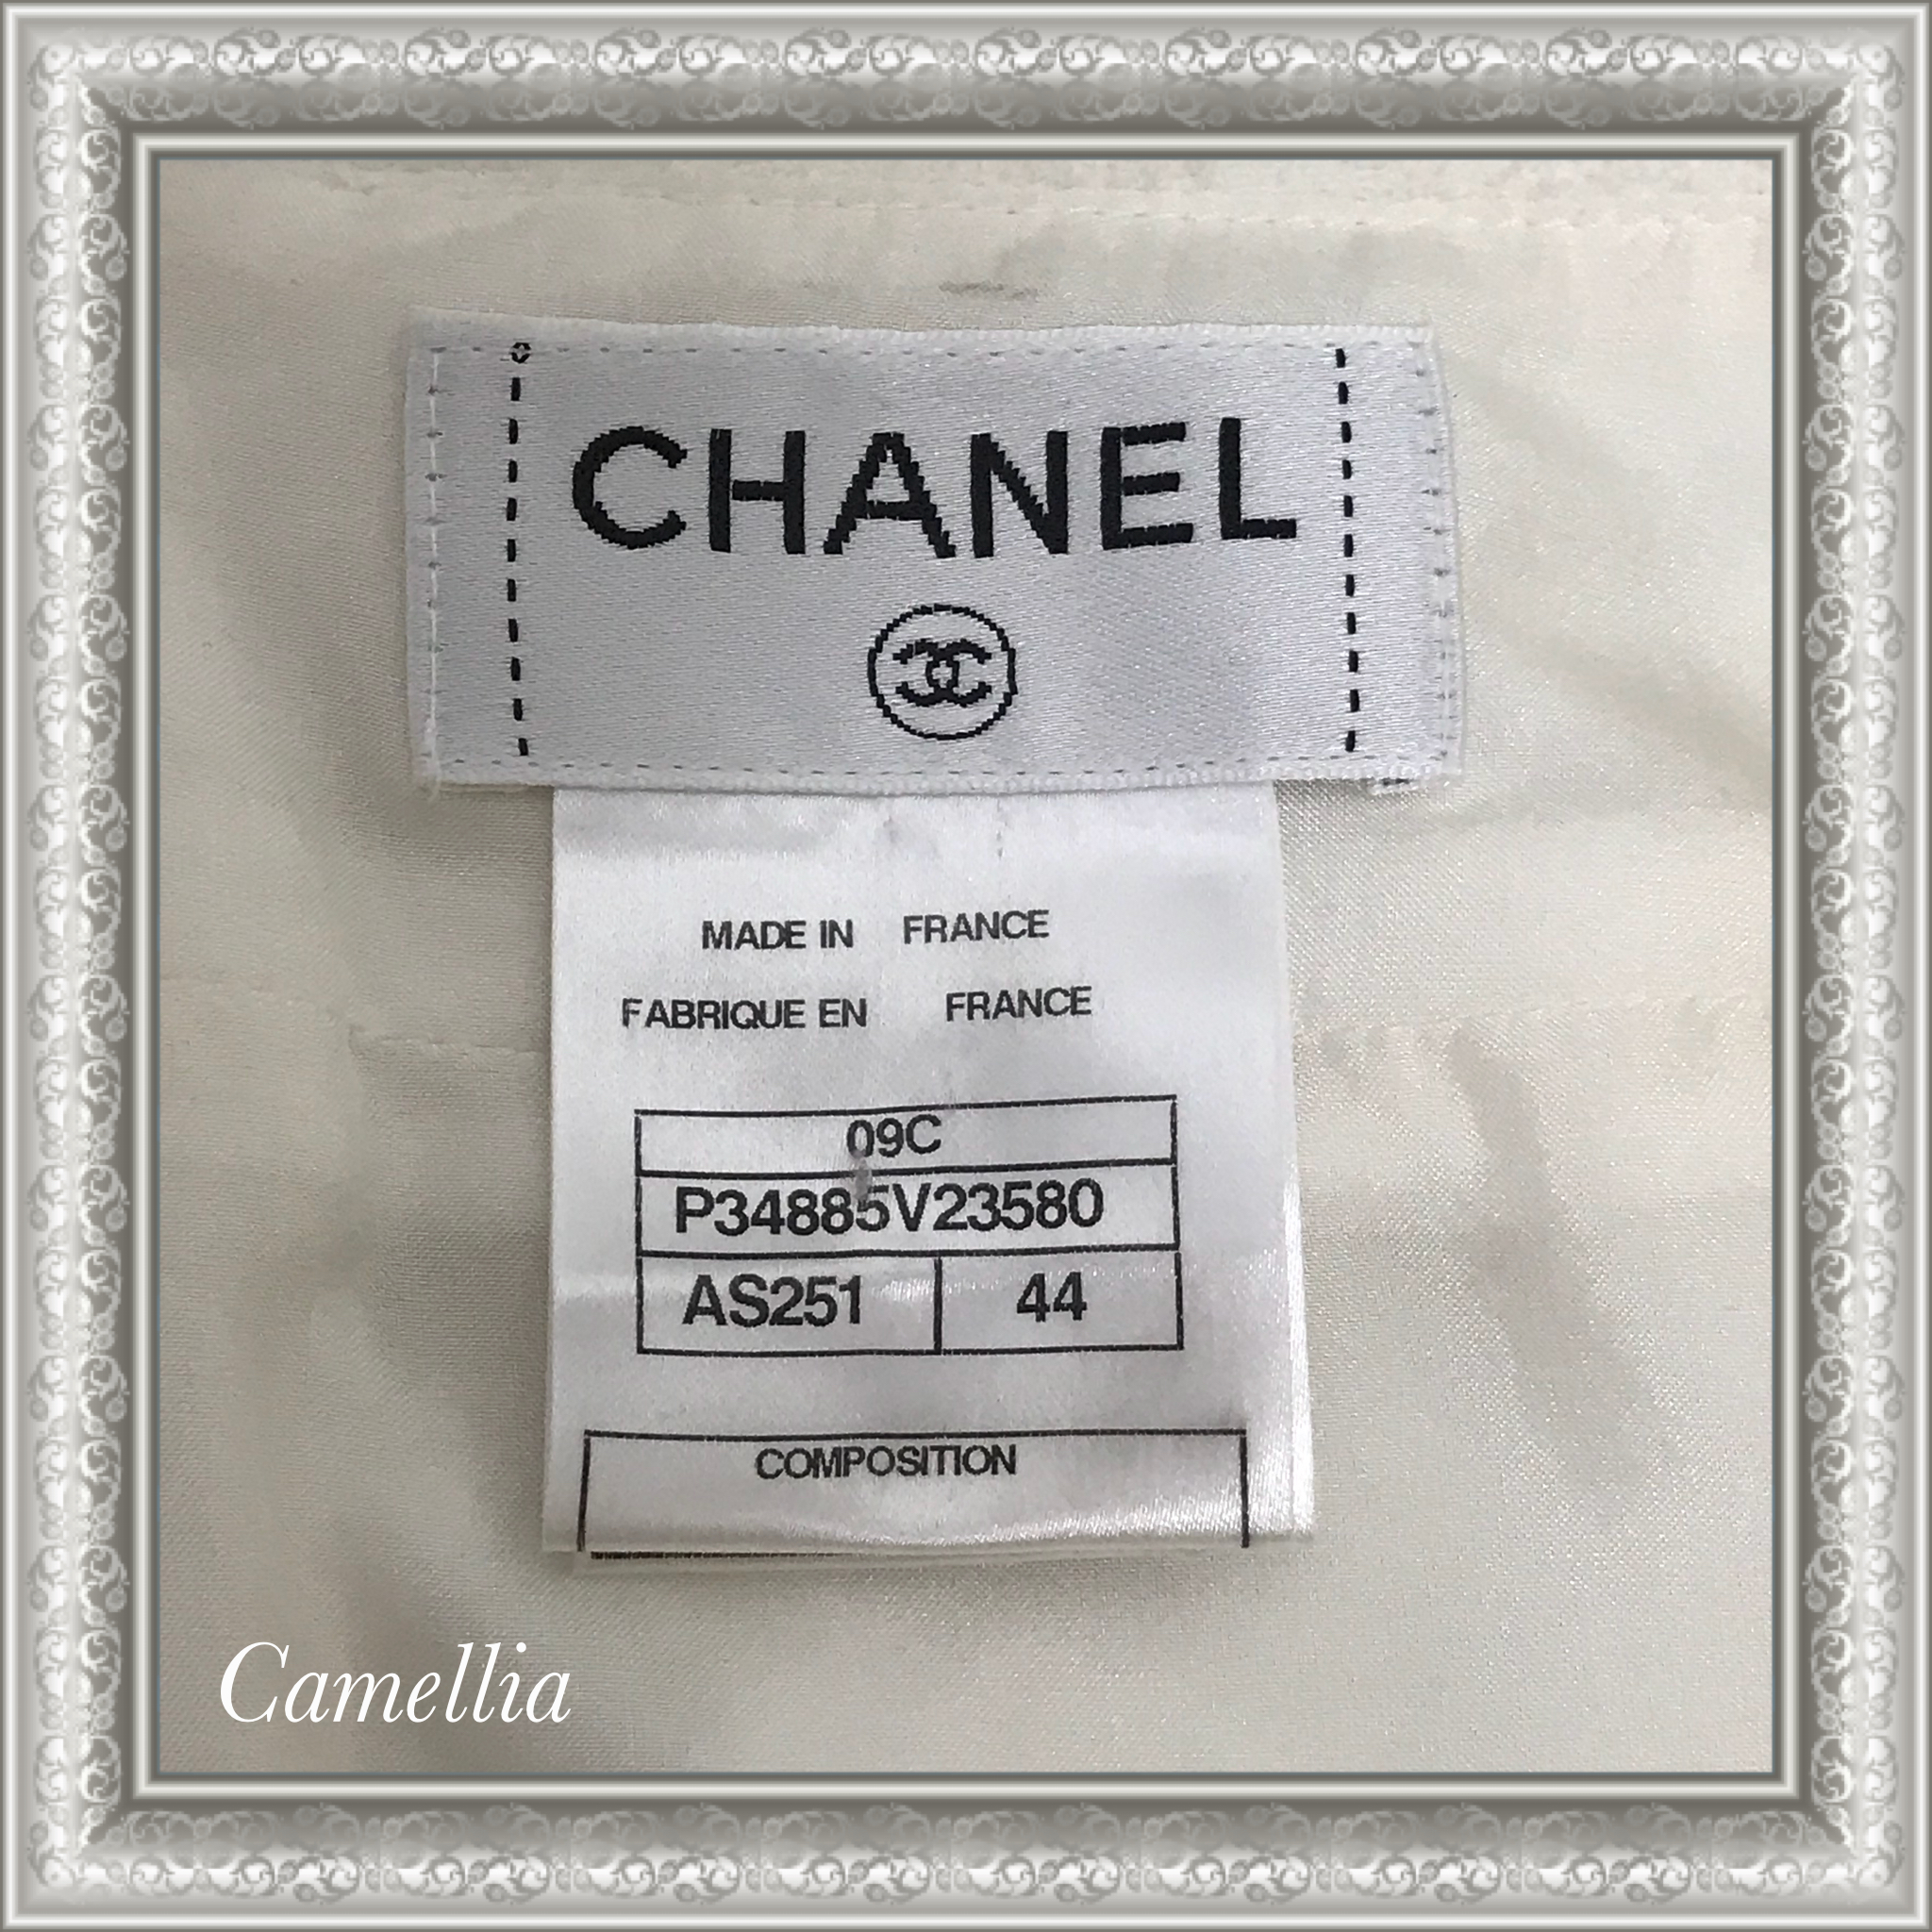 CHANEL
MADE IN FRANCE
FABRIQUE EN FRANCE
09C
P34885V23580
AS251 44
COMPOSITION
Camellia